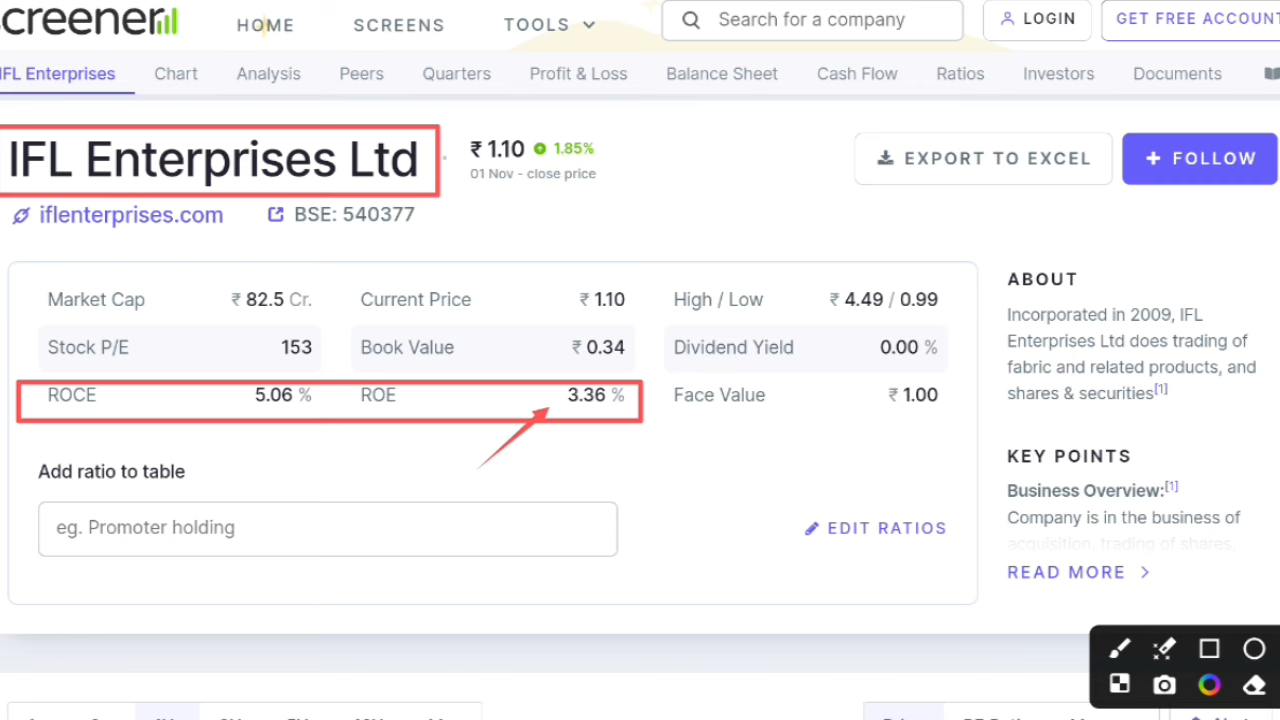 creener
HOME
SCREENS
TOOLS
Search for a company
LOGIN
GET FREE ACCOUNT
IFL Enterprises
Chart
Analysis
Peers
Quarters
Profit & Loss
Balance Sheet
Cash Flow
Ratios
Investors
Documents
IFL Enterprises Ltd
₹ 1.10 1.85%
01 Nov - close price
EXPORT TO EXCEL
+ FOLLOW
iflenterprises.com
BSE: 540377
Market Cap ₹ 82.5 Cr.
Current Price ₹ 1.10
High / Low ₹ 4.49 / 0.99
Stock P/E 153
Book Value ₹ 0.34
Dividend Yield 0.00 %
ROCE 5.06 %
ROE 3.36 %
Face Value ₹ 1.00
Add ratio to table
eg. Promoter holding
EDIT RATIOS
ABOUT
Incorporated in 2009, IFL
Enterprises Ltd does trading of
fabric and related products, and
shares & securities[1]
KEY POINTS
Business Overview:[1]
Company is in the business of
acquisition, trading of shares,
READ MORE